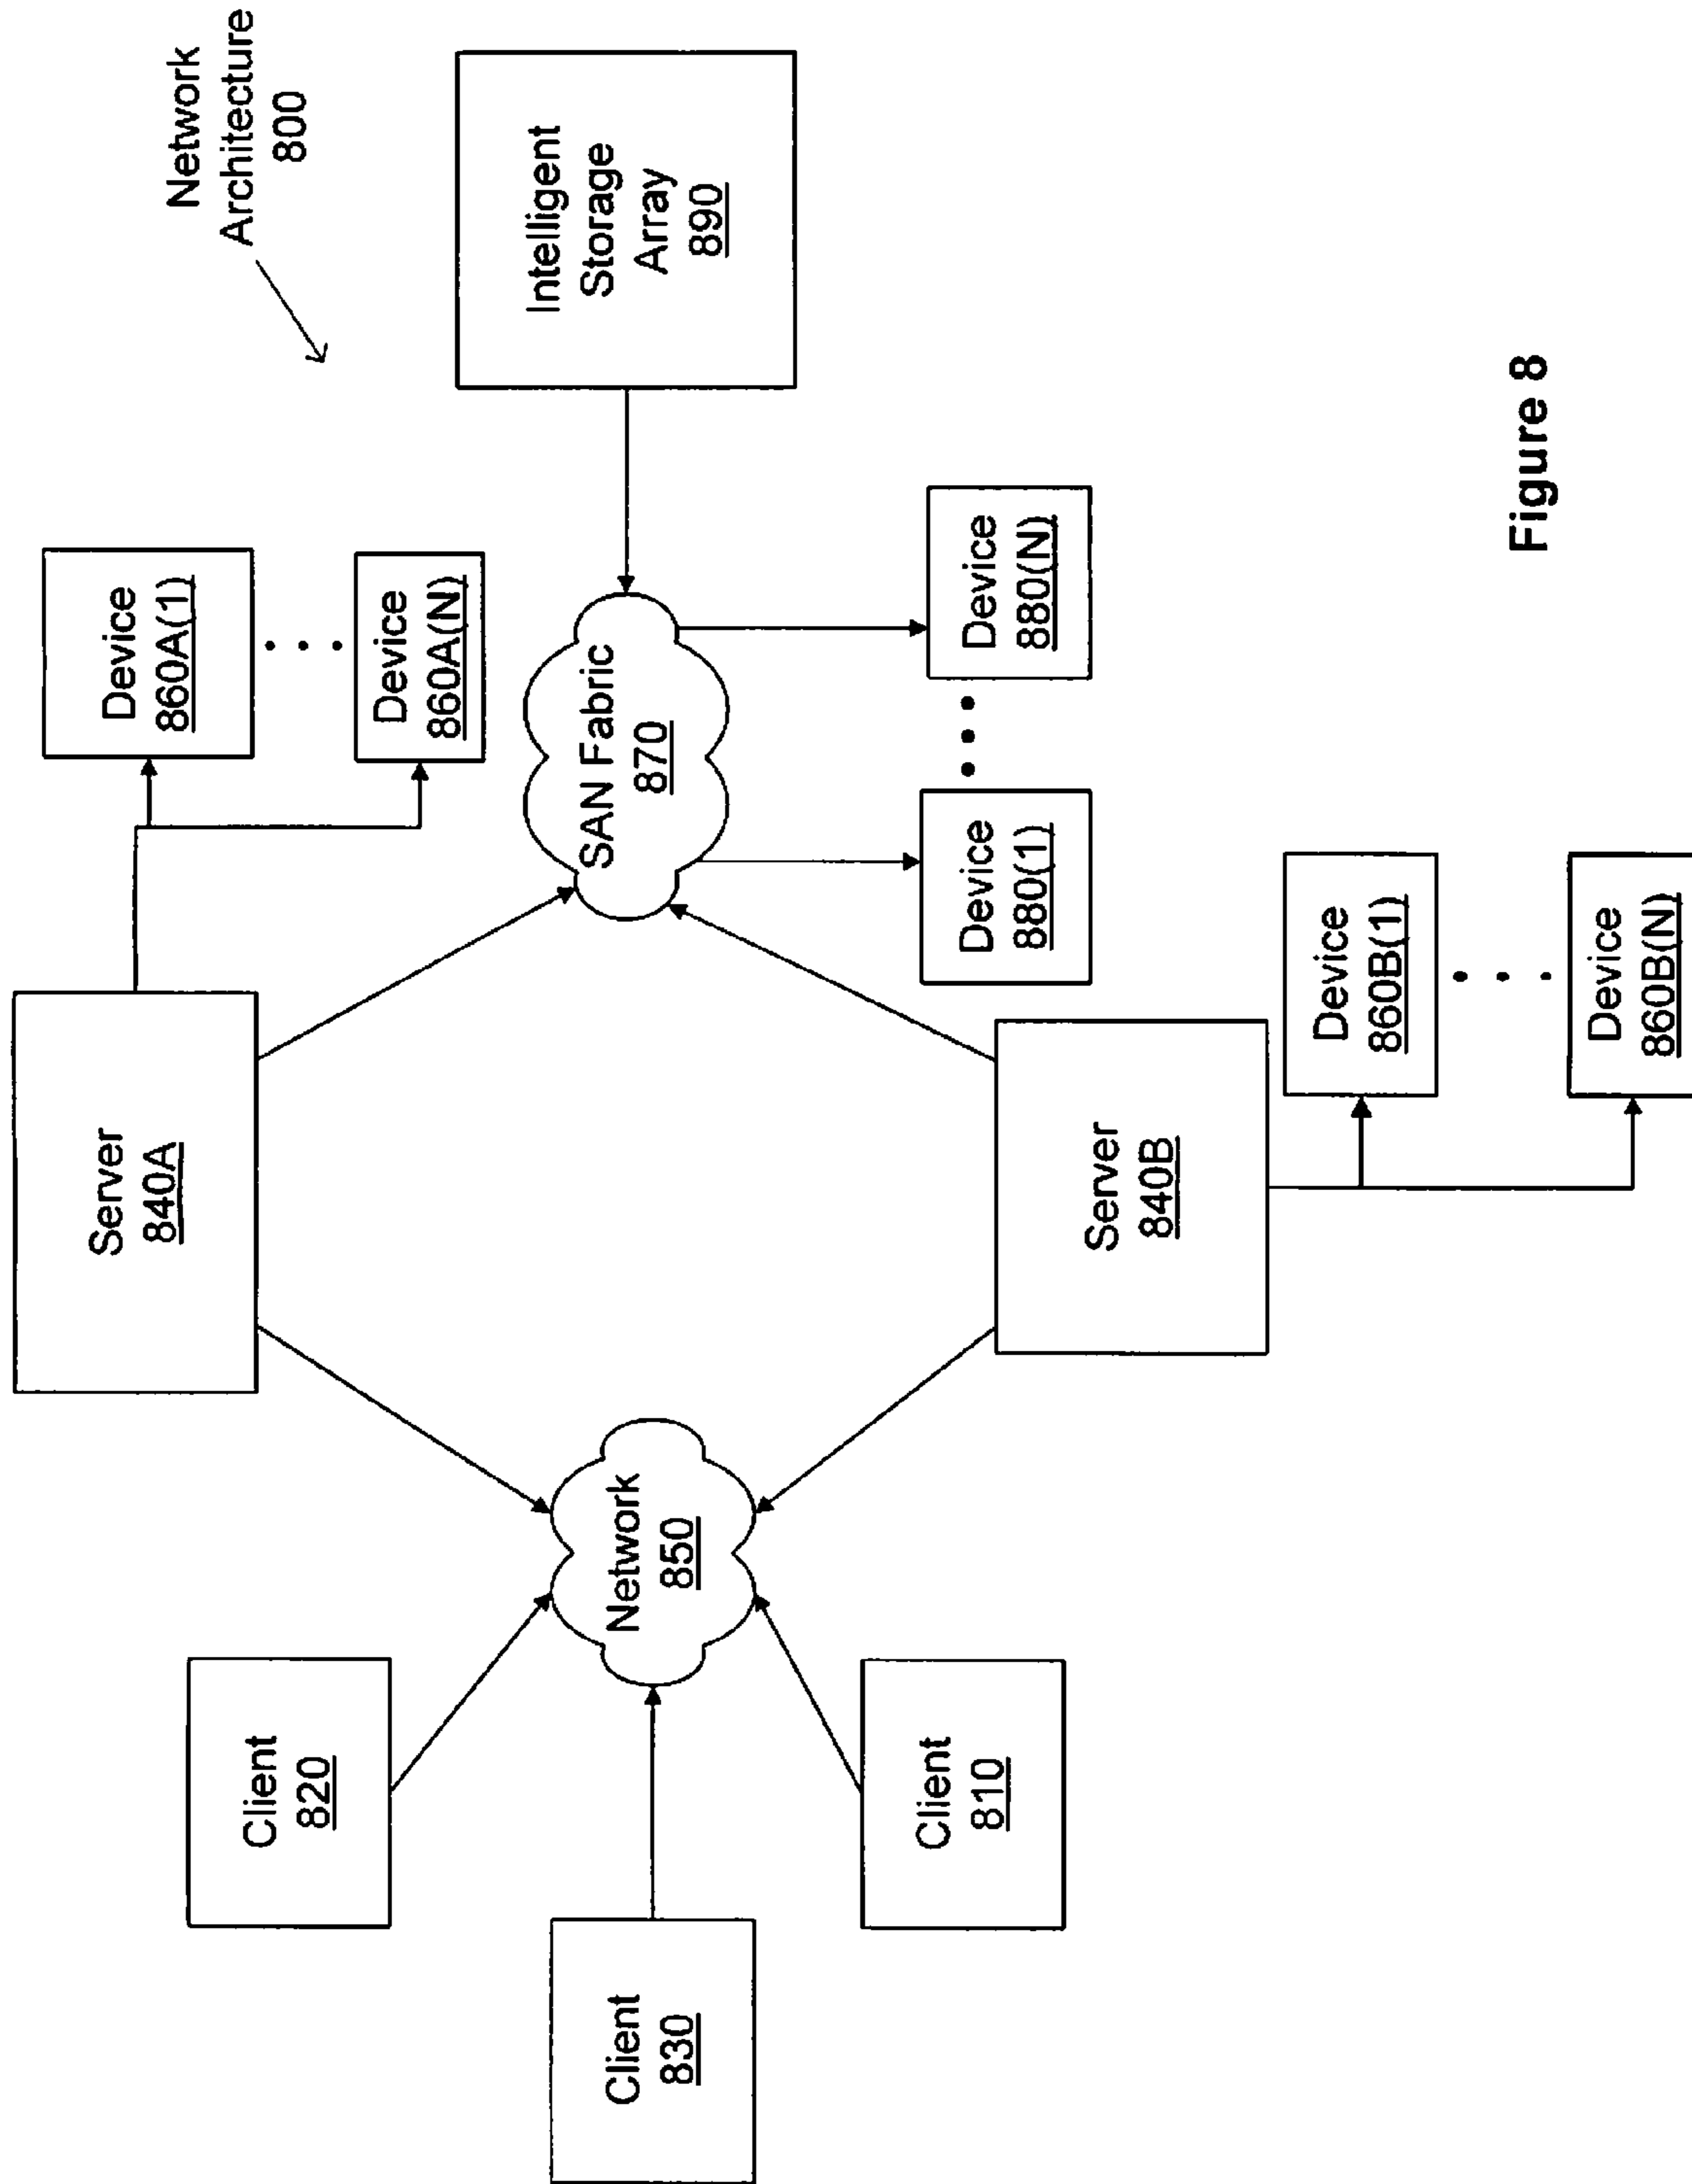 Network
Architecture
800
Device
860A(1)
Device
860A(N)
Server
840A
Intelligent
Storage
Array
890
SAN Fabric
870
Client
820
Network
850
Client
830
Client
810
Server
840B
Device
880(1)
Device
880(N)
Device
860B(1)
Device
860B(N)
Figure 8